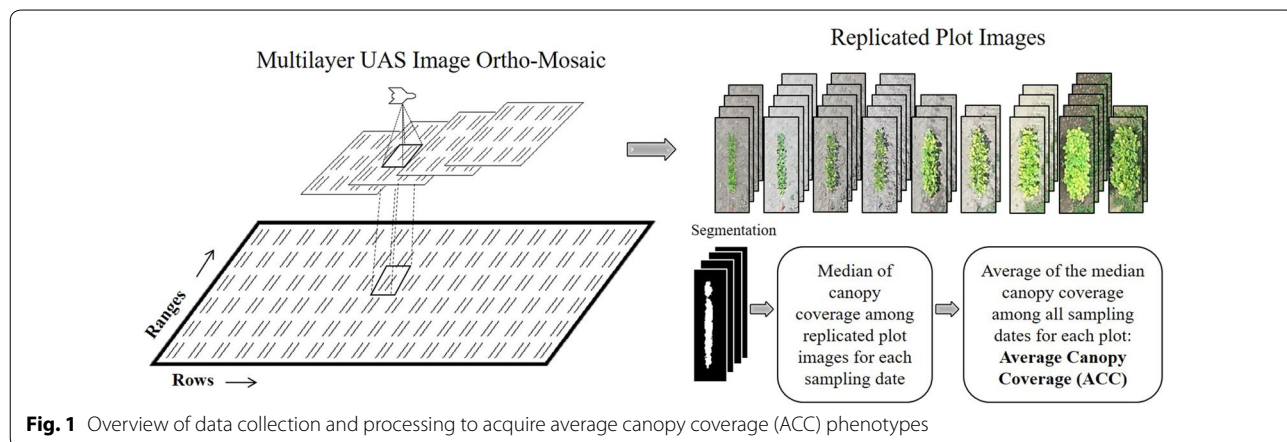 Multilayer UAS Image Ortho-Mosaic
Replicated Plot Images
Ranges
Rows
Segmentation
Median of
canopy
coverage among
replicated plot
images for each
sampling date
Average of the median
canopy coverage
among all sampling
dates for each plot:
Average Canopy
Coverage (ACC)
Fig. 1 Overview of data collection and processing to acquire average canopy coverage (ACC) phenotypes